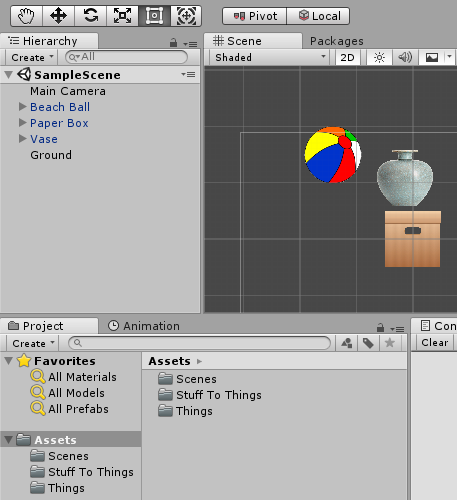 Pivot Local
Hierarchy
Create All
SampleScene
Main Camera
Beach Ball
Paper Box
Vase
Ground
Scene Packages
Shaded 2D
Project Animation
Create
Favorites
All Materials
All Models
All Prefabs
Assets
Scenes
Stuff To Things
Things
Assets
Scenes
Stuff To Things
Things
Con
Clear